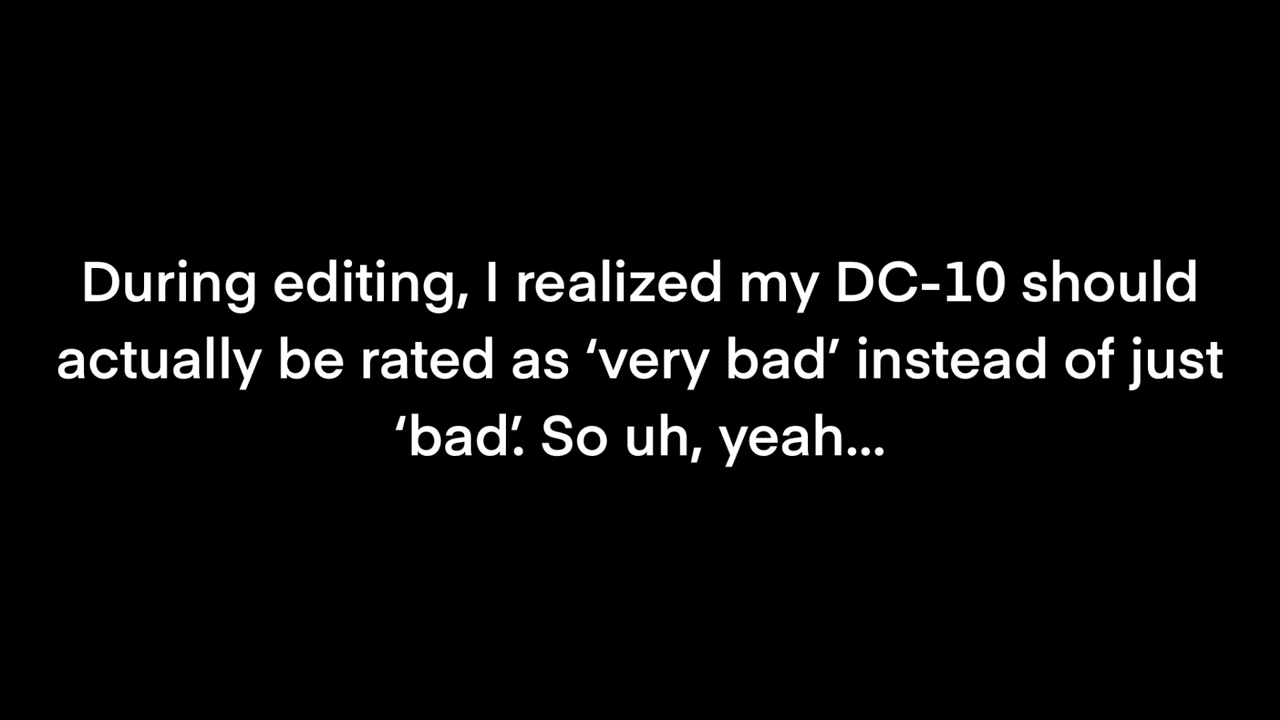 During editing, I realized my DC-10 should
actually be rated as ‘very bad’ instead of just
‘bad’. So uh, yeah...